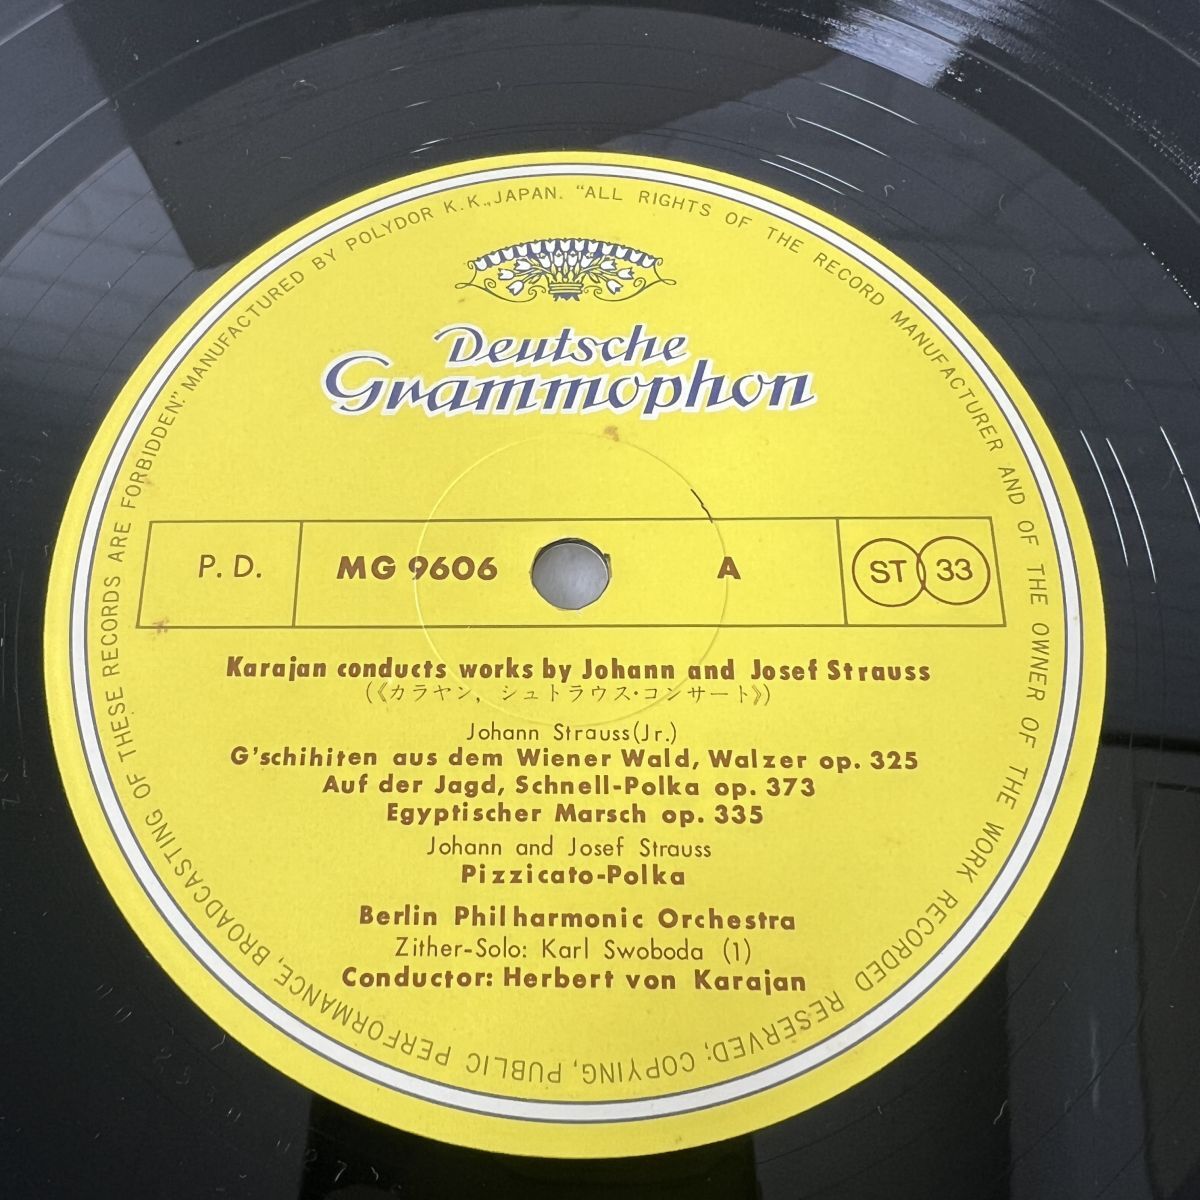 MANUFACTURED BY POLYDOR K.K., JAPAN. "ALL RIGHTS OF THE RECORD MANUFACTURER AND OF THE OWNER OF THE WORK RECORDED RESERVED; COPYING, PUBLIC PERFORMANCE, BROADCASTING OF THESE RECORDS ARE FORBIDDEN"
Deutsche
Grammophon
P. D. MG 9606 A ST 33
Karajan conducts works by Johann and Josef Strauss
(《カラヤン，シュトラウス・コンサート》)
Johann Strauss (Jr.)
G'schihiten aus dem Wiener Wald, Walzer op. 325
Auf der Jagd, Schnell-Polka op. 373
Egyptischer Marsch op. 335
Johann and Josef Strauss
Pizzicato-Polka
Berlin Philharmonic Orchestra
Zither-Solo: Karl Swoboda (1)
Conductor: Herbert von Karajan